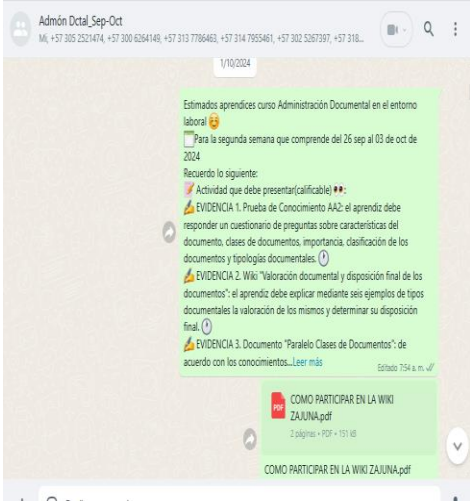 Admón Dctal_Sep-Oct
Mi, +57 305 2521474, +57 300 6264149, +57 313 7786463, +57 314 7955461, +57 302 5267397, +57 318...
1/10/2024
Estimados aprendices curso Administración Documental en el entorno
laboral ☺️
Para la segunda semana que comprende del 26 sep al 03 de oct de
2024
Recuerdo lo siguiente:
📝 Actividad que debe presentar(calificable) 👀:
✍️ EVIDENCIA 1. Prueba de Conocimiento AA2: el aprendiz debe
responder un cuestionario de preguntas sobre características del
documento, clases de documentos, importancia, clasificación de los
documentos y tipologías documentales. 🕐
✍️ EVIDENCIA 2. Wiki "Valoración documental y disposición final de los
documentos": el aprendiz debe explicar mediante seis ejemplos de tipos
documentales la valoración de los mismos y determinar su disposición
final. 🕐
✍️ EVIDENCIA 3. Documento "Paralelo Clases de Documentos": de
acuerdo con los conocimientos...Leer más
Editado 7:54 a. m.
PDF
COMO PARTICIPAR EN LA WIKI
ZAJUNA.pdf
2 páginas • PDF • 151 kB
COMO PARTICIPAR EN LA WIKI ZAJUNA.pdf